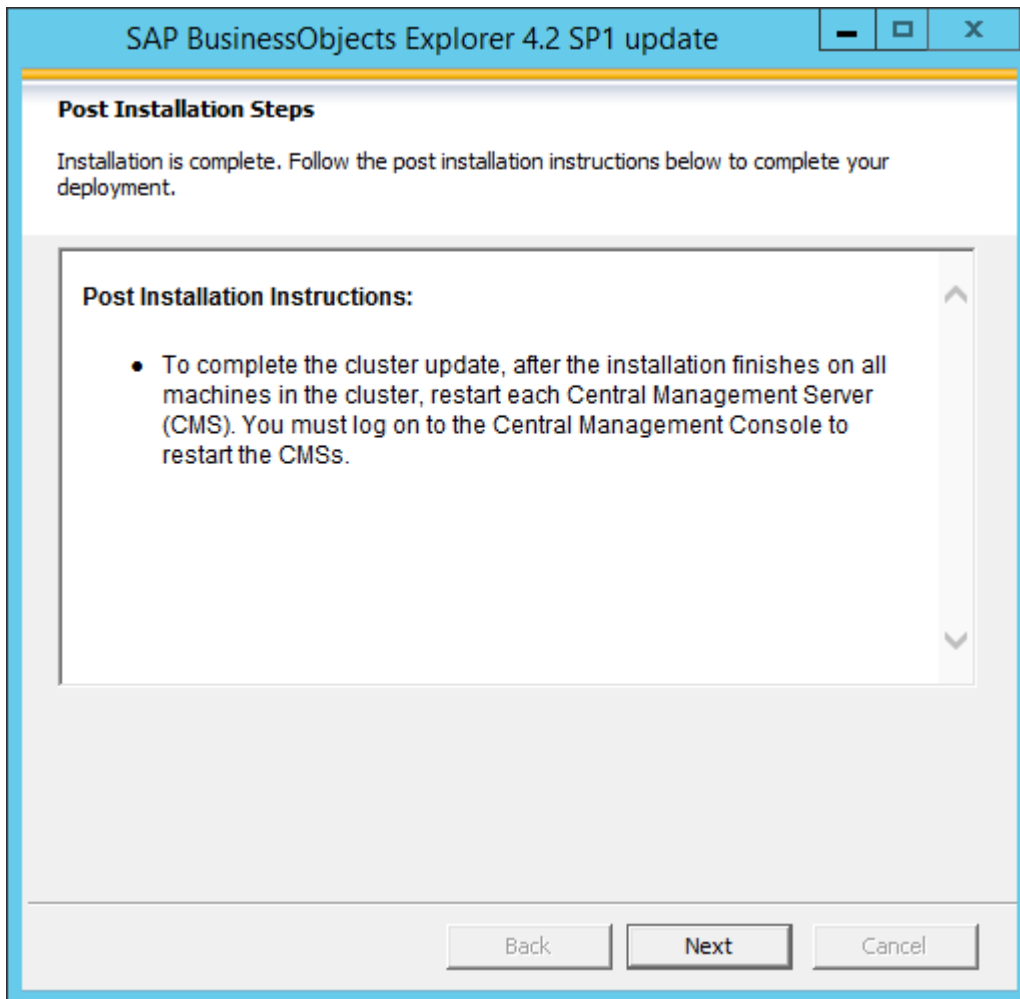 SAP BusinessObjects Explorer 4.2 SP1 update
Post Installation Steps
Installation is complete. Follow the post installation instructions below to complete your
deployment.
Post Installation Instructions:
● To complete the cluster update, after the installation finishes on all
machines in the cluster, restart each Central Management Server
(CMS). You must log on to the Central Management Console to
restart the CMSs.
Back
Next
Cancel